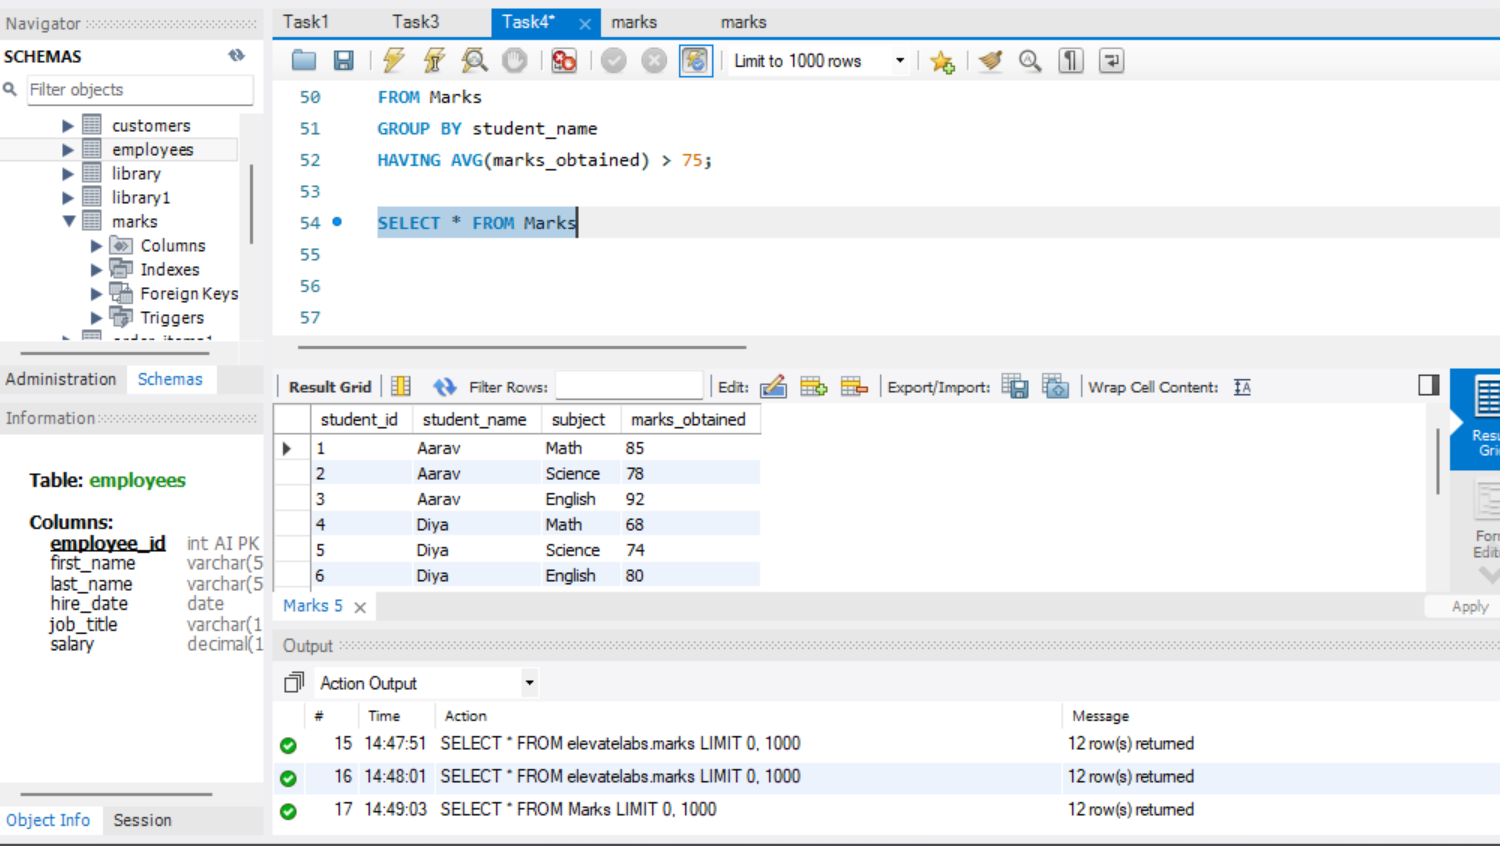 Navigator
SCHEMAS
Filter objects
customers
employees
library
library1
marks
Columns
Indexes
Foreign Keys
Triggers
Administration Schemas
Information
Table: employees
Columns:
employee_id int AI PK
first_name varchar(5
last_name varchar(5
hire_date date
job_title varchar(1
salary decimal(1
Object Info Session
Task1 Task3 Task4* marks marks
Limit to 1000 rows
50 FROM Marks
51 GROUP BY student_name
52 HAVING AVG(marks_obtained) > 75;
53
54 SELECT * FROM Marks
55
56
57
Result Grid Filter Rows: Edit: Export/Import: Wrap Cell Content:
student_id student_name subject marks_obtained
1 Aarav Math 85
2 Aarav Science 78
3 Aarav English 92
4 Diya Math 68
5 Diya Science 74
6 Diya English 80
Resu
Gri
For
Edit
Marks 5
Apply
Output
Action Output
# Time Action Message
15 14:47:51 SELECT * FROM elevatelabs.marks LIMIT 0, 1000 12 row(s) returned
16 14:48:01 SELECT * FROM elevatelabs.marks LIMIT 0, 1000 12 row(s) returned
17 14:49:03 SELECT * FROM Marks LIMIT 0, 1000 12 row(s) returned